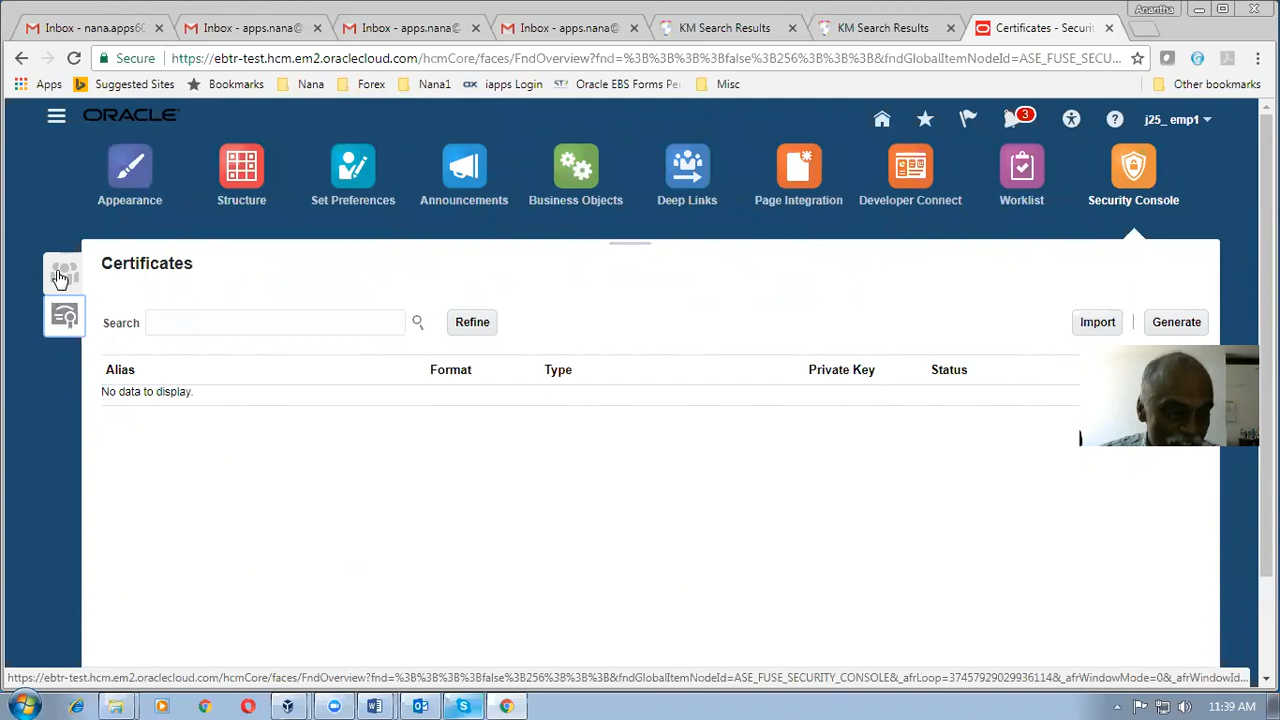 Anantha
Inbox - nana.apps60
Inbox - apps.nana@
Inbox - apps.nana@
Inbox - apps.nana@
KM Search Results
KM Search Results
Certificates - Securit
Secure
https://ebtr-test.hcm.em2.oraclecloud.com/hcmCore/faces/FndOverview?fnd=%3B%3B%3B%3Bfalse%3B256%3B%3B%3B&fndGlobalItemNodeId=ASE_FUSE_SECU...
Apps
Suggested Sites
Bookmarks
Nana
Forex
Nana1
iapps Login
Oracle EBS Forms Per
Misc
Other bookmarks
ORACLE
3
j25_ emp1
Appearance
Structure
Set Preferences
Announcements
Business Objects
Deep Links
Page Integration
Developer Connect
Worklist
Security Console
Certificates
Search
Refine
Import
Generate
Alias
Format
Type
Private Key
Status
No data to display.
https://ebtr-test.hcm.em2.oraclecloud.com/hcmCore/faces/FndOverview?fnd=%3B%3B%3B%3Bfalse%3B256%3B%3B%3B&fndGlobalItemNodeId=ASE_FUSE_SECURITY_CONSOLE&_afrLoop=37457929029936114&_afrWindowMode=0&_afrWindowId...
11:39 AM